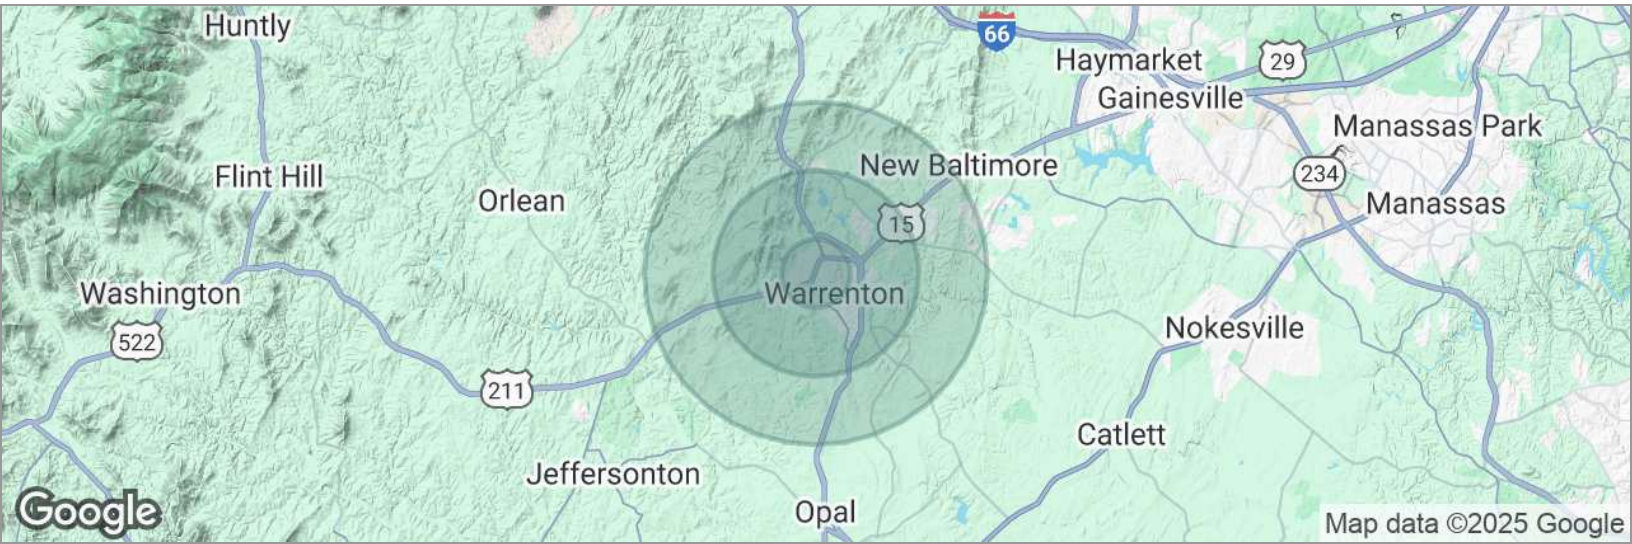 Huntly
66
Haymarket
29
Gainesville
Manassas Park
New Baltimore
Flint Hill
234
Orlean
Manassas
15
Washington
Warrenton
Nokesville
522
211
Catlett
Jeffersonton
Opal
Google
Map data ©2025 Google